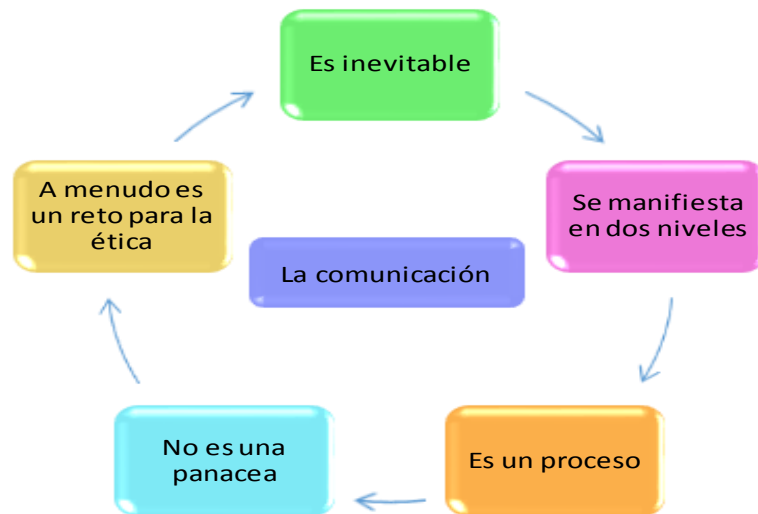 Es inevitable
Se manifiesta
en dos niveles
Es un proceso
No es una
panacea
A menudo es
un reto para la
ética
La comunicación